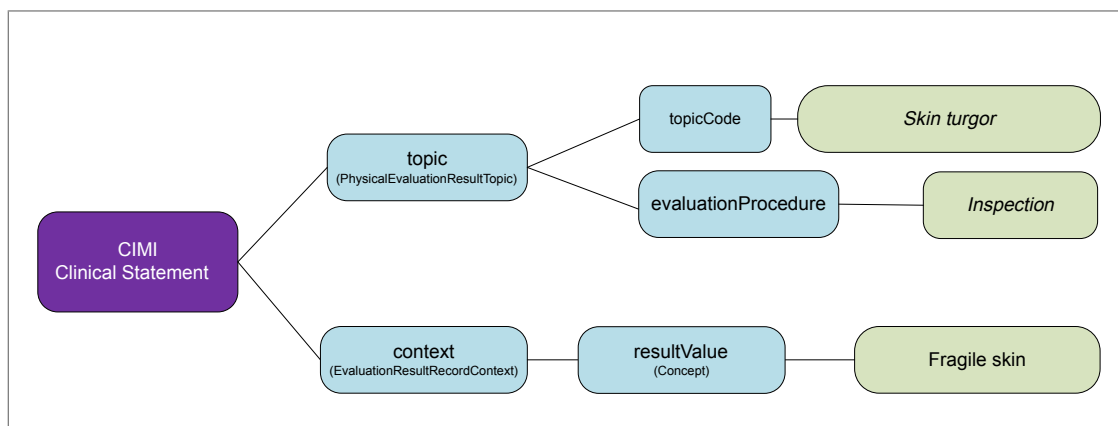 CIMI
Clinical Statement
topic
(PhysicalEvaluationResultTopic)
topicCode
Skin turgor
evaluationProcedure
Inspection
context
(EvaluationResultRecordContext)
resultValue
(Concept)
Fragile skin